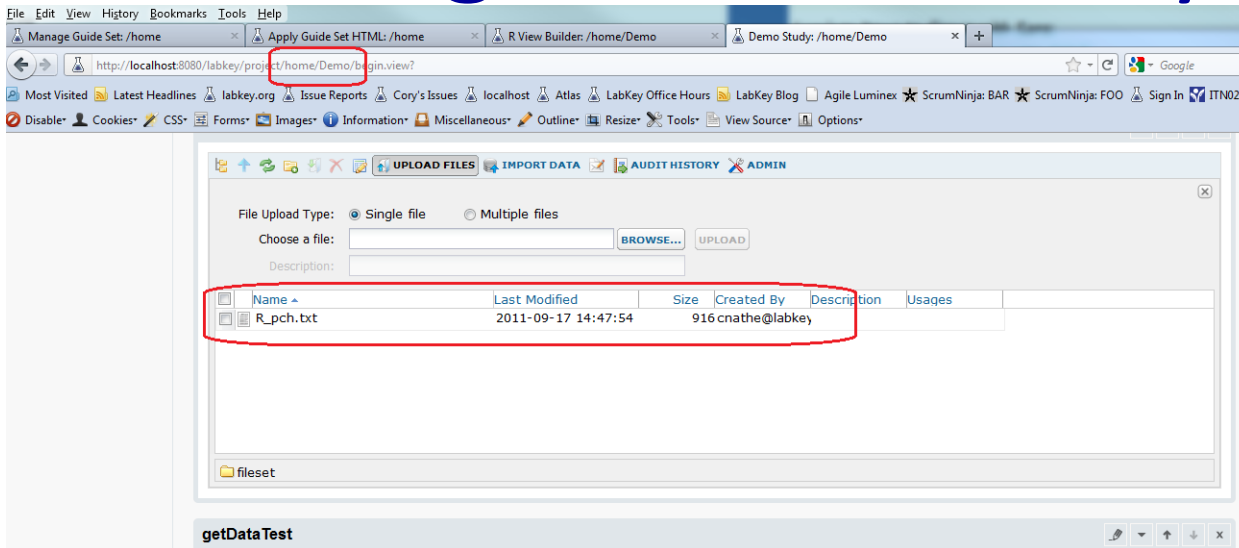 File Edit View History Bookmarks Tools Help
Manage Guide Set: /home × Apply Guide Set HTML: /home × R View Builder: /home/Demo × Demo Study: /home/Demo × +
http://localhost:8080/labkey/project/home/Demo/begin.view? Google
Most Visited Latest Headlines labkey.org Issue Reports Cory's Issues localhost Atlas LabKey Office Hours LabKey Blog Agile Luminex ScrumNinja: BAR ScrumNinja: FOO Sign In ITN02
Disable Cookies CSS Forms Images Information Miscellaneous Outline Resize Tools View Source Options
UPLOAD FILES IMPORT DATA AUDIT HISTORY ADMIN
File Upload Type: Single file Multiple files
Choose a file: BROWSE... UPLOAD
Description:
Name Last Modified Size Created By Description Usages
R_pch.txt 2011-09-17 14:47:54 916 cnathe@labkey
fileset
getDataTest